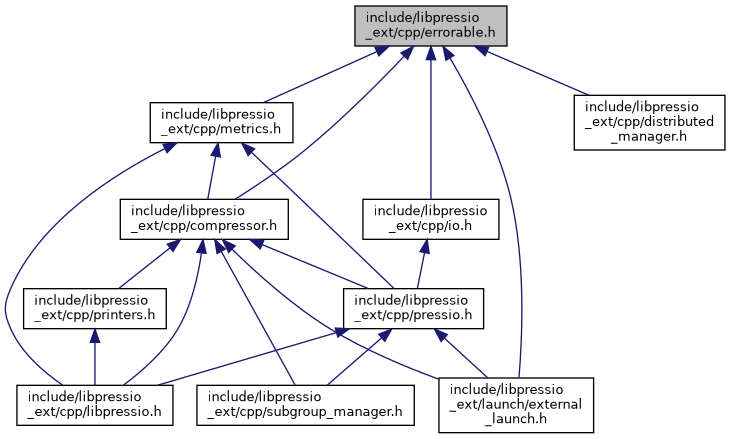 include/libpressio
_ext/cpp/errorable.h
include/libpressio
_ext/cpp/metrics.h
include/libpressio
_ext/cpp/distributed
_manager.h
include/libpressio
_ext/cpp/compressor.h
include/libpressio
_ext/cpp/io.h
include/libpressio
_ext/cpp/printers.h
include/libpressio
_ext/cpp/pressio.h
include/libpressio
_ext/cpp/libpressio.h
include/libpressio
_ext/cpp/subgroup_manager.h
include/libpressio
_ext/launch/external
_launch.h